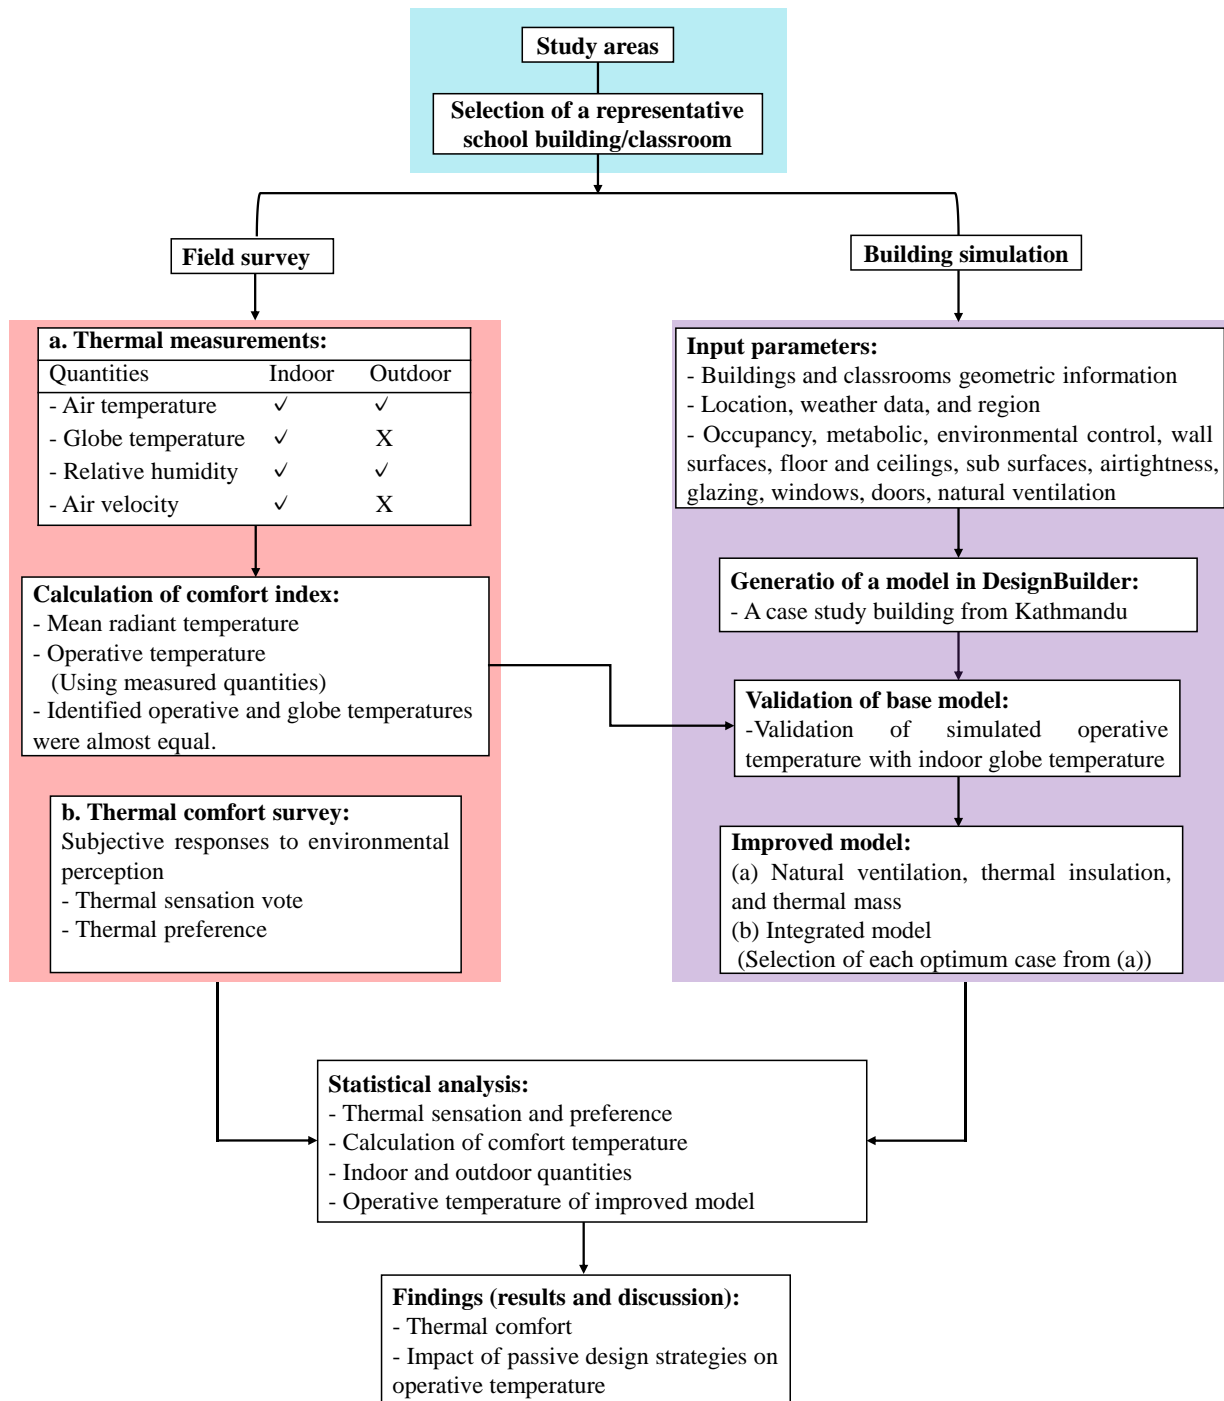 Study areas
Selection of a representative
school building/classroom
Field survey
Building simulation
a. Thermal measurements:
Quantities Indoor Outdoor
- Air temperature ✓ ✓
- Globe temperature ✓ X
- Relative humidity ✓ ✓
- Air velocity ✓ X
Calculation of comfort index:
- Mean radiant temperature
- Operative temperature
(Using measured quantities)
- Identified operative and globe temperatures
were almost equal.
b. Thermal comfort survey:
Subjective responses to environmental
perception
- Thermal sensation vote
- Thermal preference
Input parameters:
- Buildings and classrooms geometric information
- Location, weather data, and region
- Occupancy, metabolic, environmental control, wall
surfaces, floor and ceilings, sub surfaces, airtightness,
glazing, windows, doors, natural ventilation
Generatio of a model in DesignBuilder:
- A case study building from Kathmandu
Validation of base model:
-Validation of simulated operative
temperature with indoor globe temperature
Improved model:
(a) Natural ventilation, thermal insulation,
and thermal mass
(b) Integrated model
(Selection of each optimum case from (a))
Statistical analysis:
- Thermal sensation and preference
- Calculation of comfort temperature
- Indoor and outdoor quantities
- Operative temperature of improved model
Findings (results and discussion):
- Thermal comfort
- Impact of passive design strategies on
operative temperature